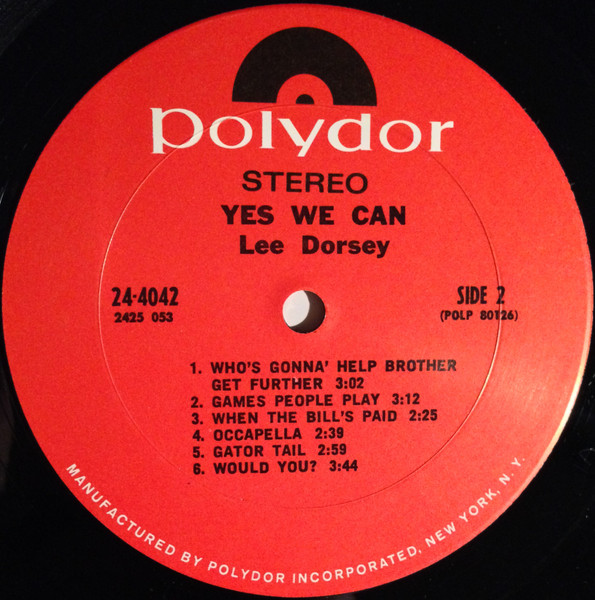 polydor
STEREO
YES WE CAN
Lee Dorsey
24-4042
2425 053
SIDE 2
(POLP 80126)
1. WHO'S GONNA' HELP BROTHER
GET FURTHER 3:02
2. GAMES PEOPLE PLAY 3:12
3. WHEN THE BILL'S PAID 2:25
4. OCCAPELLA 2:39
5. GATOR TAIL 2:59
6. WOULD YOU? 3:44
MANUFACTURED BY POLYDOR INCORPORATED, NEW YORK, N. Y.